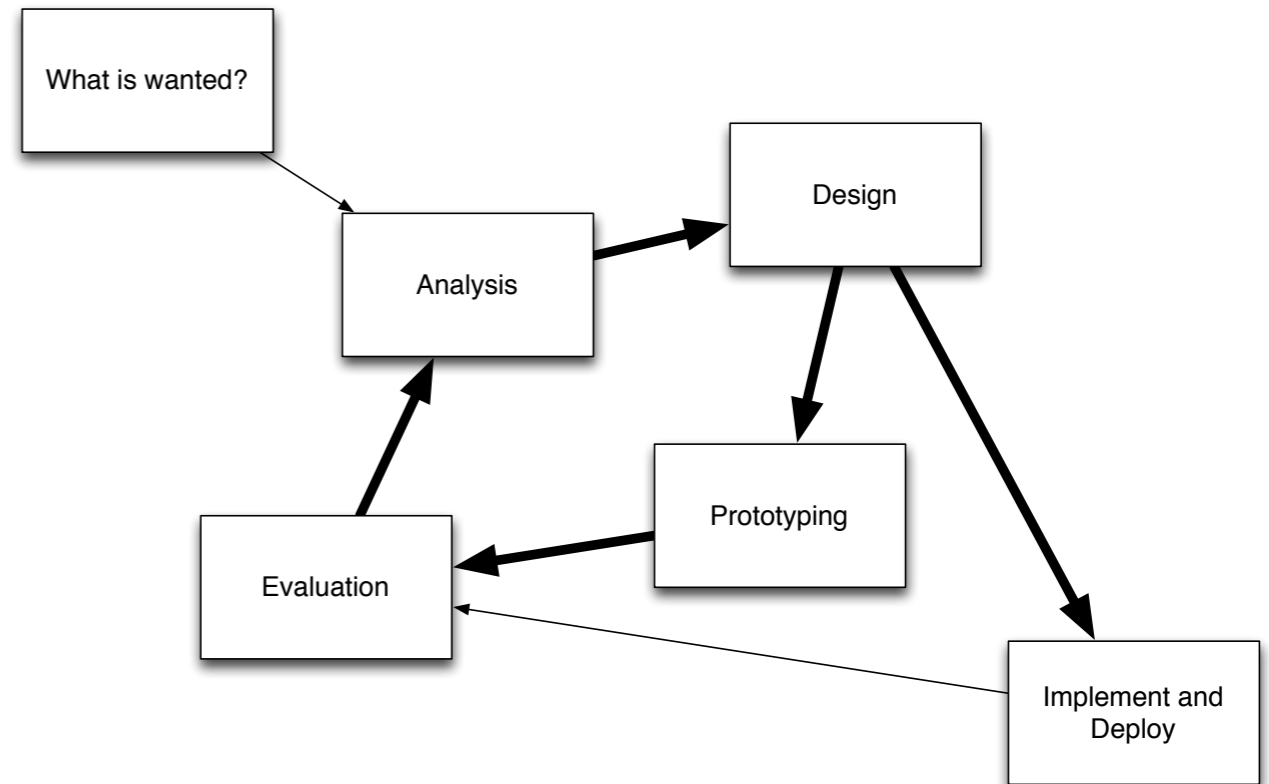 What is wanted?
Design
Analysis
Prototyping
Evaluation
Implement and
Deploy